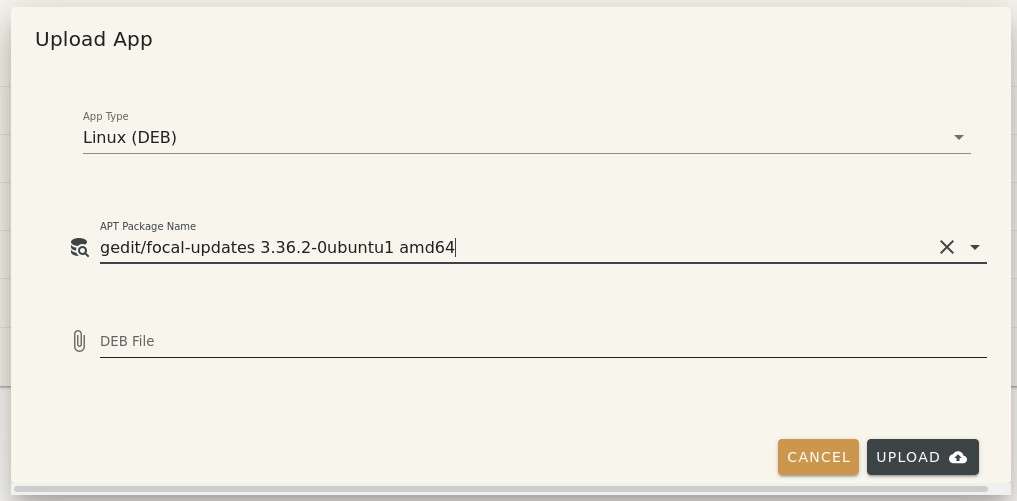 Upload App
App Type
Linux (DEB)
APT Package Name
gedit/focal-updates 3.36.2-0ubuntu1 amd64
DEB File
CANCEL
UPLOAD